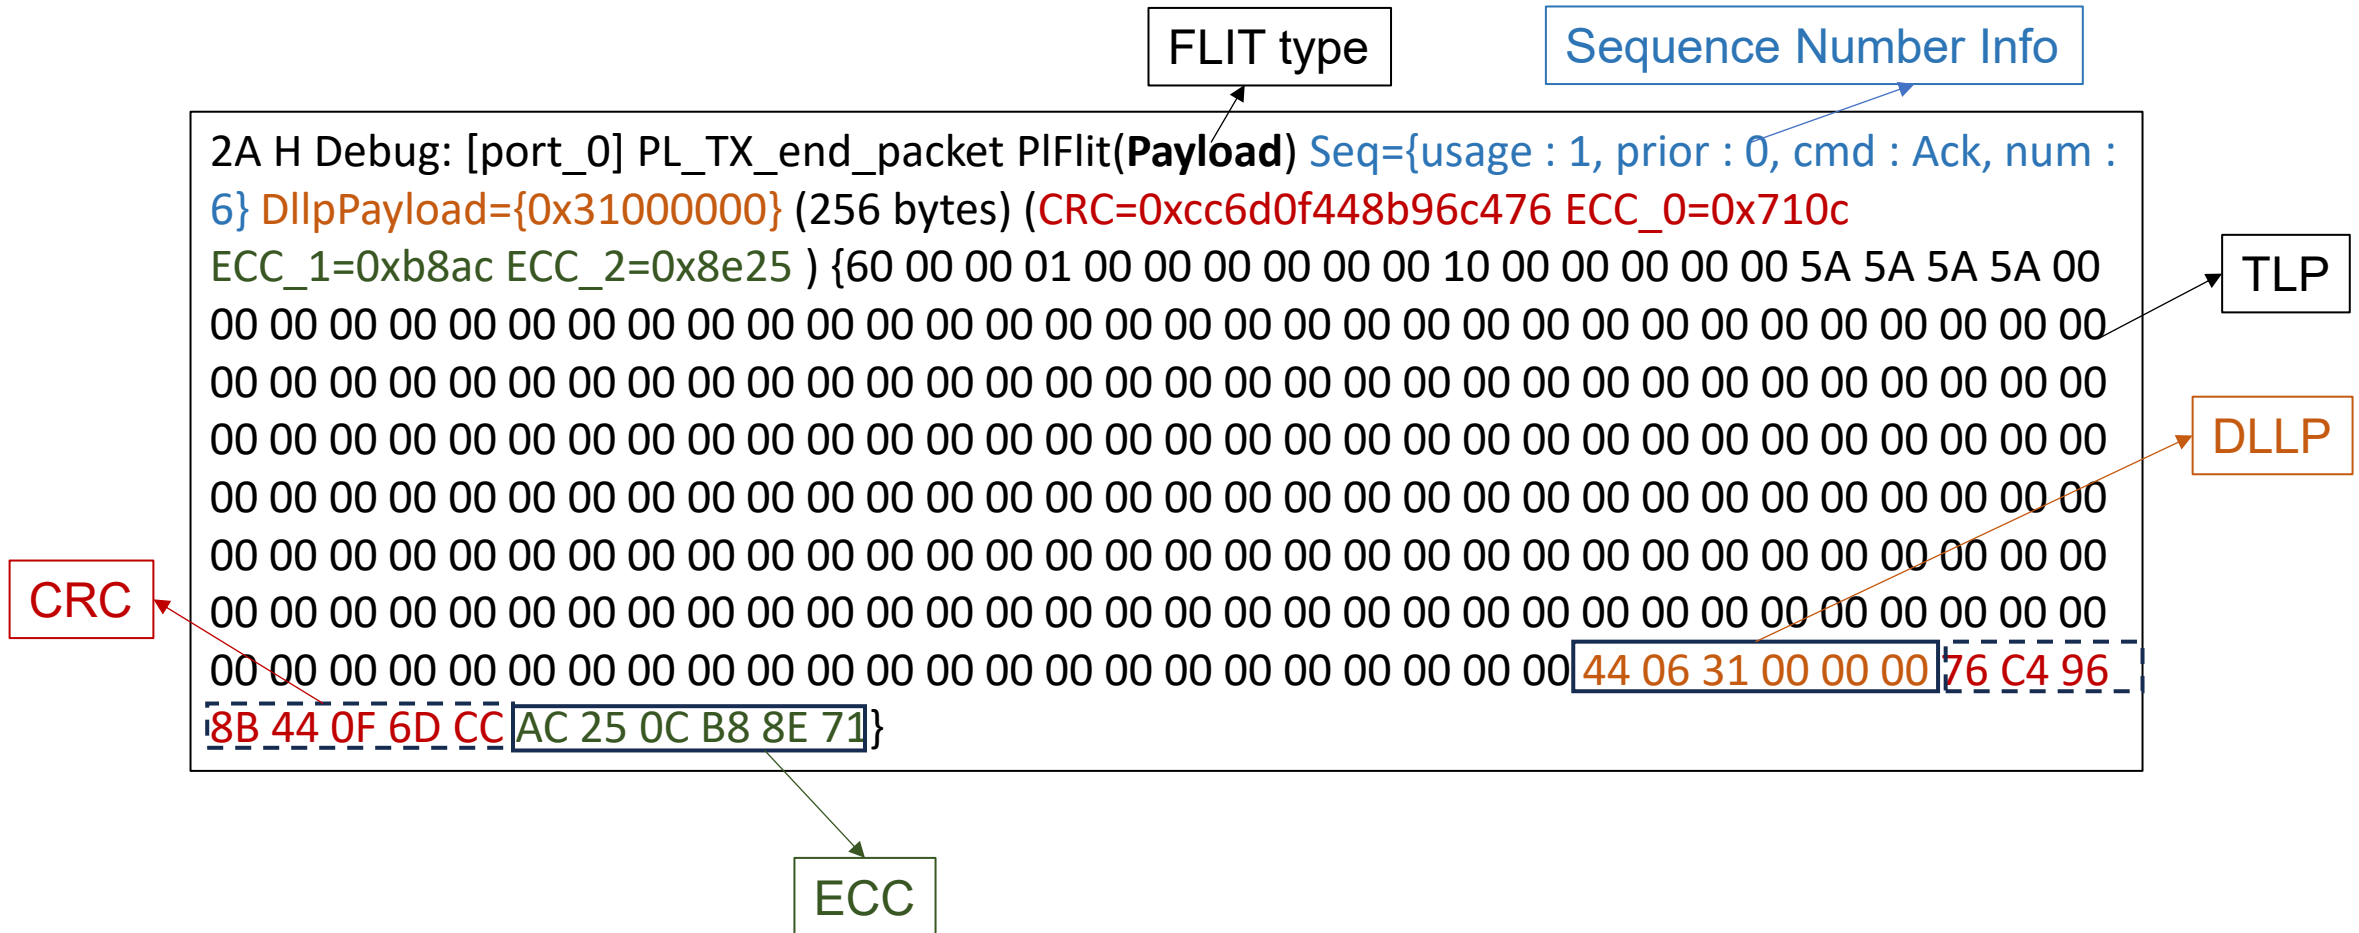 FLIT type
Sequence Number Info
2A H Debug: [port_0] PL_TX_end_packet PlFlit(Payload) Seq={usage : 1, prior : 0, cmd : Ack, num :
6} DllpPayload={0x31000000} (256 bytes) (CRC=0xcc6d0f448b96c476 ECC_0=0x710c
ECC_1=0xb8ac ECC_2=0x8e25 ) {60 00 00 01 00 00 00 00 00 00 10 00 00 00 00 00 5A 5A 5A 5A 00
TLP
00 00 00 00 00 00 00 00 00 00 00 00 00 00 00 00 00 00 00 00 00 00 00 00 00 00 00 00 00 00 00 00
00 00 00 00 00 00 00 00 00 00 00 00 00 00 00 00 00 00 00 00 00 00 00 00 00 00 00 00 00 00 00 00
00 00 00 00 00 00 00 00 00 00 00 00 00 00 00 00 00 00 00 00 00 00 00 00 00 00 00 00 00 00 00 00
DLLP
00 00 00 00 00 00 00 00 00 00 00 00 00 00 00 00 00 00 00 00 00 00 00 00 00 00 00 00 00 00 00 00
00 00 00 00 00 00 00 00 00 00 00 00 00 00 00 00 00 00 00 00 00 00 00 00 00 00 00 00 00 00 00 00
CRC
00 00 00 00 00 00 00 00 00 00 00 00 00 00 00 00 00 00 00 00 00 00 00 00 00 00 00 00 00 00 00 00
00 00 00 00 00 00 00 00 00 00 00 00 00 00 00 00 00 00 00 00 00 00 00 44 06 31 00 00 00 76 C4 96
8B 44 0F 6D CC AC 25 0C B8 8E 71}
ECC